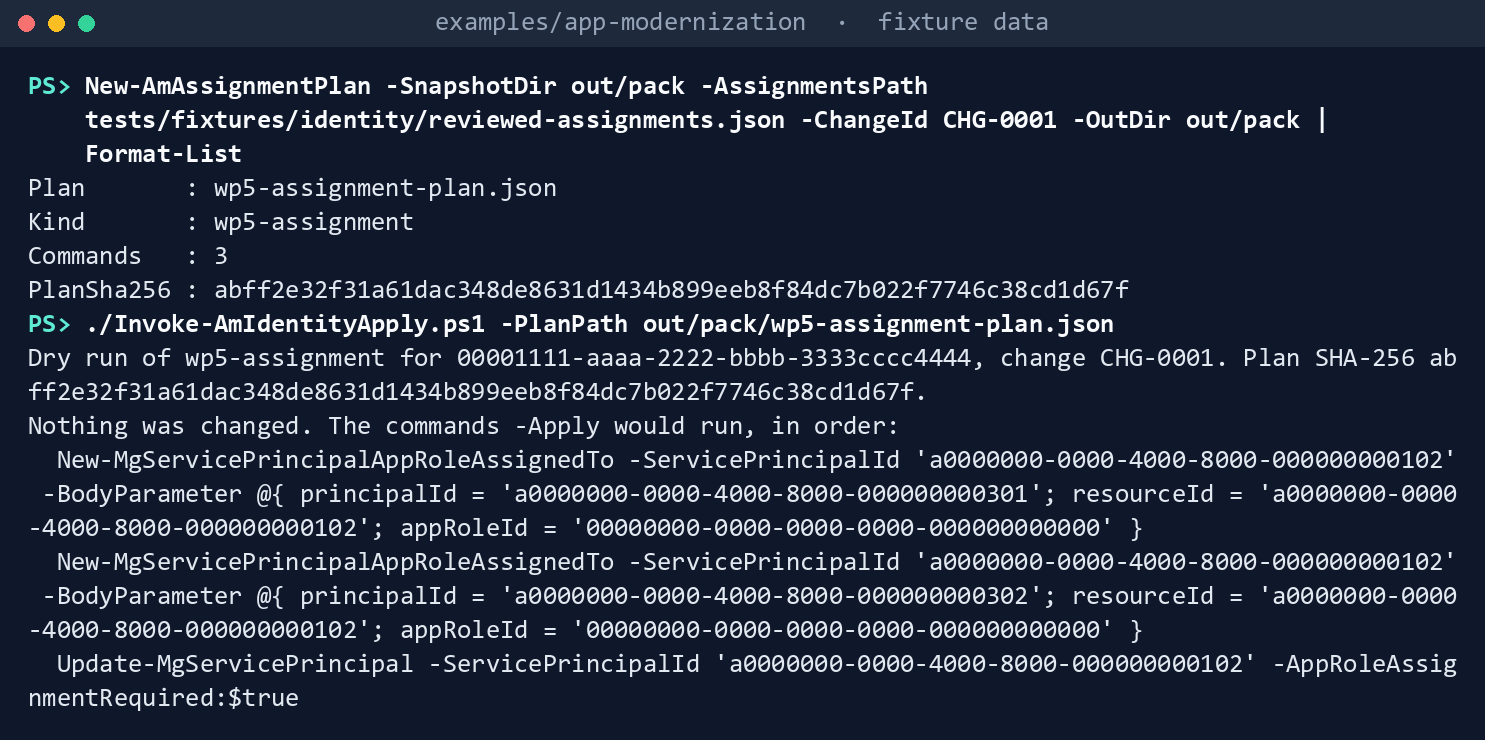 examples/app-modernization · fixture data
PS> New-AmAssignmentPlan -SnapshotDir out/pack -AssignmentsPath
tests/fixtures/identity/reviewed-assignments.json -ChangeId CHG-0001 -OutDir out/pack |
Format-List
Plan       : wp5-assignment-plan.json
Kind       : wp5-assignment
Commands   : 3
PlanSha256 : abff2e32f31a61dac348de8631d1434b899eeb8f84dc7b022f7746c38cd1d67f
PS> ./Invoke-AmIdentityApply.ps1 -PlanPath out/pack/wp5-assignment-plan.json
Dry run of wp5-assignment for 00001111-aaaa-2222-bbbb-3333cccc4444, change CHG-0001. Plan SHA-256 ab
ff2e32f31a61dac348de8631d1434b899eeb8f84dc7b022f7746c38cd1d67f.
Nothing was changed. The commands -Apply would run, in order:
  New-MgServicePrincipalAppRoleAssignedTo -ServicePrincipalId 'a0000000-0000-4000-8000-000000000102'
 -BodyParameter @{ principalId = 'a0000000-0000-4000-8000-000000000301'; resourceId = 'a0000000-0000
-4000-8000-000000000102'; appRoleId = '00000000-0000-0000-0000-000000000000' }
  New-MgServicePrincipalAppRoleAssignedTo -ServicePrincipalId 'a0000000-0000-4000-8000-000000000102'
 -BodyParameter @{ principalId = 'a0000000-0000-4000-8000-000000000302'; resourceId = 'a0000000-0000
-4000-8000-000000000102'; appRoleId = '00000000-0000-0000-0000-000000000000' }
  Update-MgServicePrincipal -ServicePrincipalId 'a0000000-0000-4000-8000-000000000102' -AppRoleAssig
nmentRequired:$true